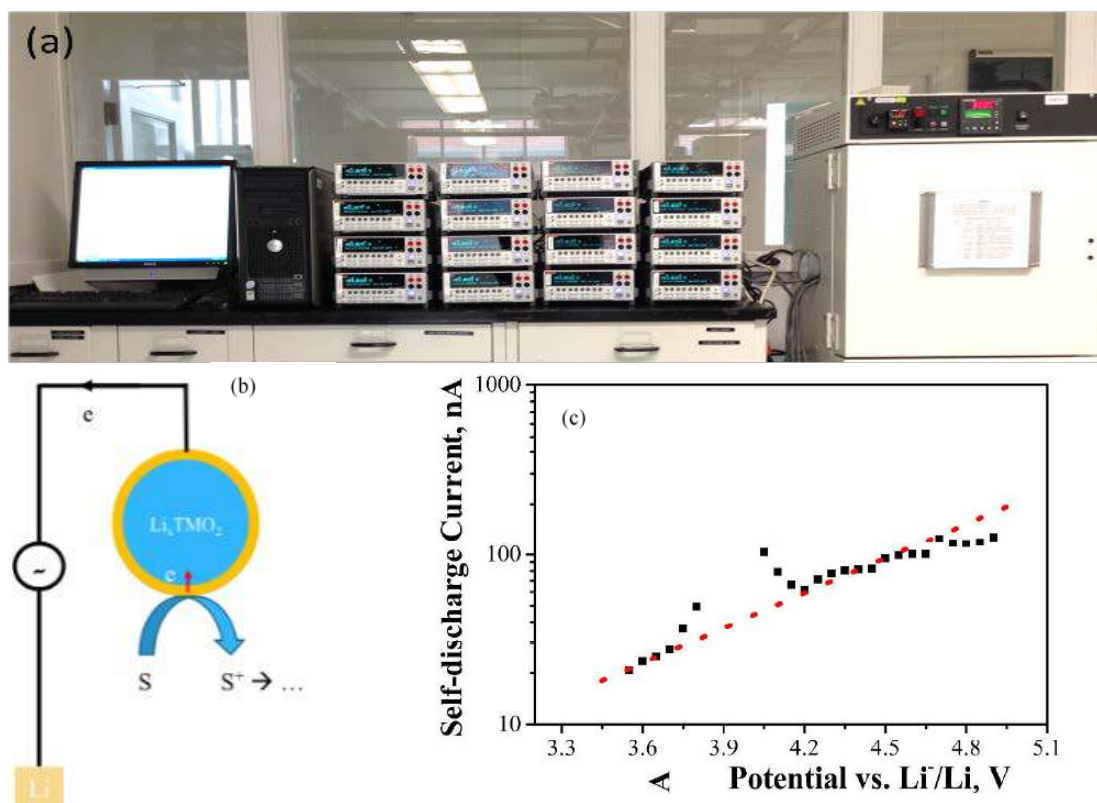 (a)
(b)
e
LiₓTMO₂
e
S
S⁺ → ...
Li
(c)
Self-discharge Current, nA
1000
100
10
3.3
3.6
3.9
4.2
4.5
4.8
5.1
A
Potential vs. Li⁻/Li, V